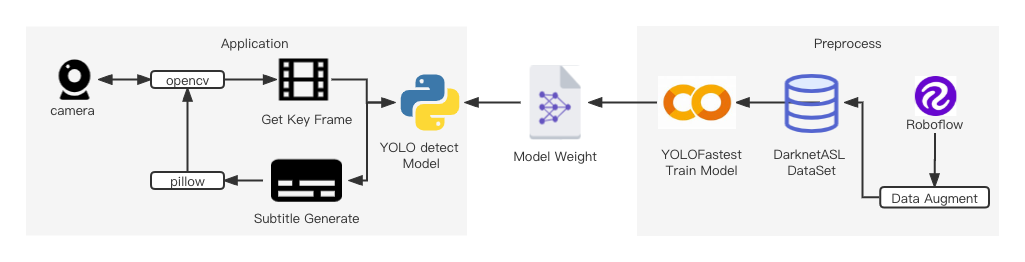 Application
camera
opencv
Get Key Frame
YOLO detect
Model
pillow
Subtitle Generate
Model Weight
Preprocess
YOLOFastest
Train Model
DarknetASL
DataSet
Roboflow
Data Augment